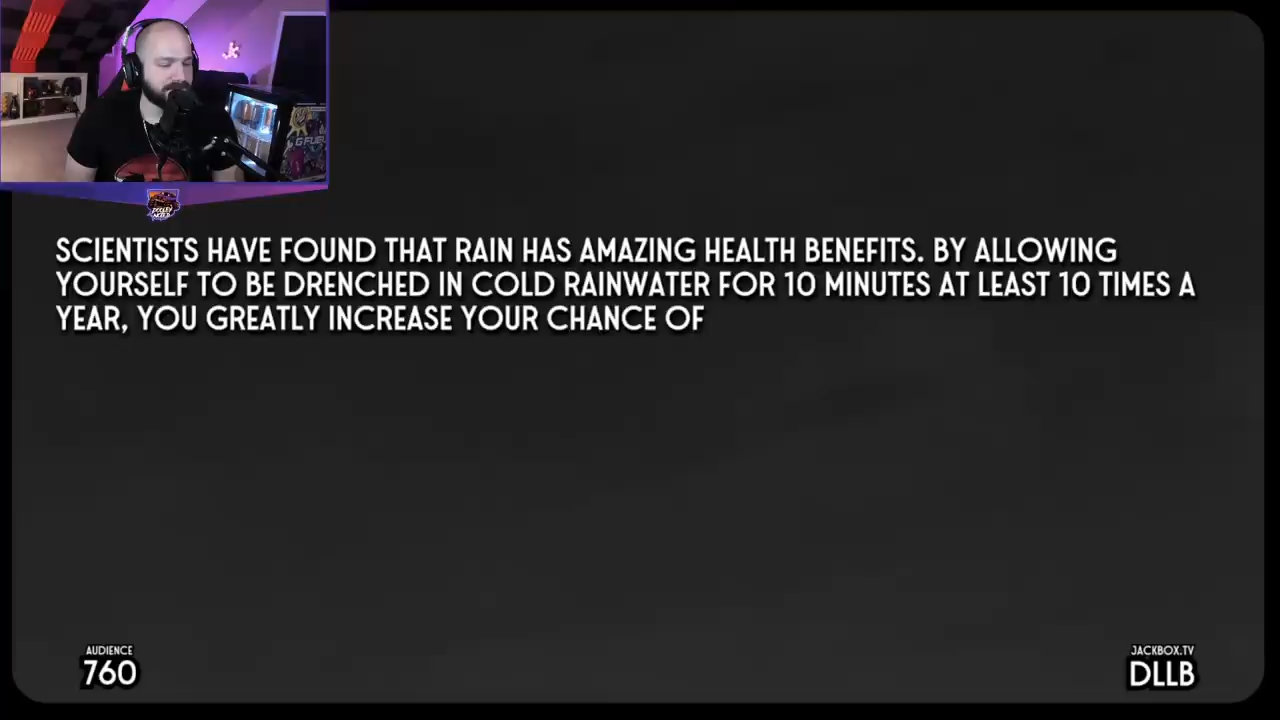 G FUEL
SCIENTISTS HAVE FOUND THAT RAIN HAS AMAZING HEALTH BENEFITS. BY ALLOWING
YOURSELF TO BE DRENCHED IN COLD RAINWATER FOR 10 MINUTES AT LEAST 10 TIMES A
YEAR, YOU GREATLY INCREASE YOUR CHANCE OF
AUDIENCE
760
JACKBOX.TV
DLLB